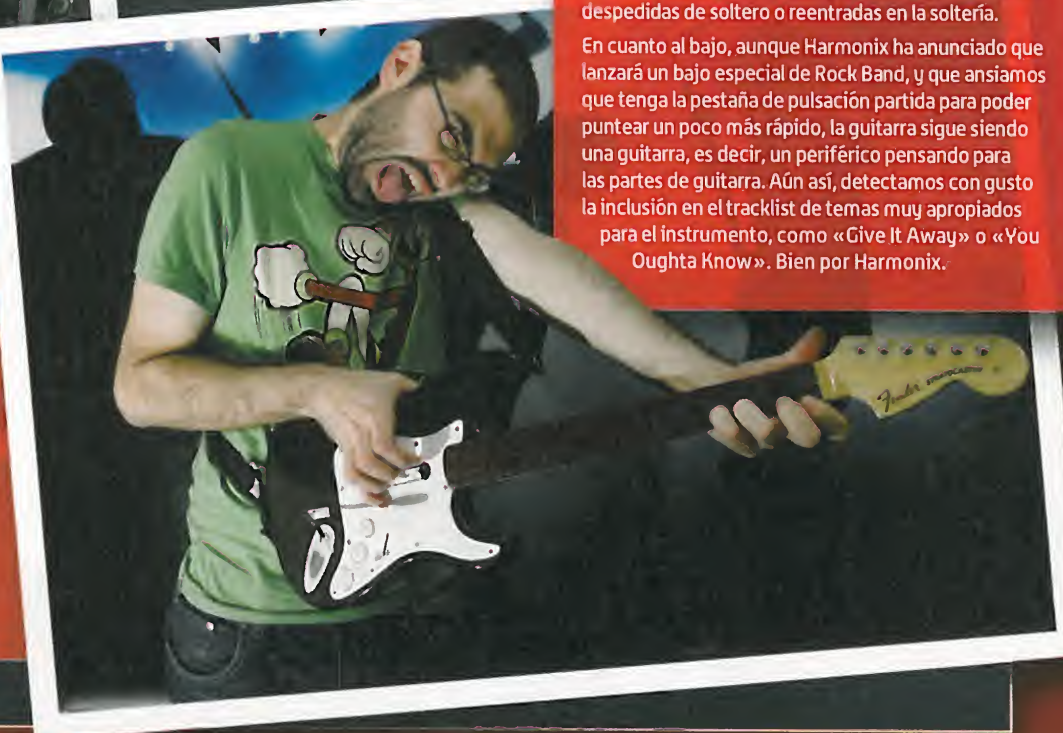 despedidas de soltero o reentradas en la soltería.
En cuanto al bajo, aunque Harmonix ha anunciado que
lanzará un bajo especial de Rock Band, y que ansiamos
que tenga la pestaña de pulsación partida para poder
puntear un poco más rápido, la guitarra sigue siendo
una guitarra, es decir, un periférico pensando para
las partes de guitarra. Aún así, detectamos con gusto
la inclusión en el tracklist de temas muy apropiados
para el instrumento, como «Give It Away» o «You
Oughta Know». Bien por Harmonix.
Fender STRATOCASTER